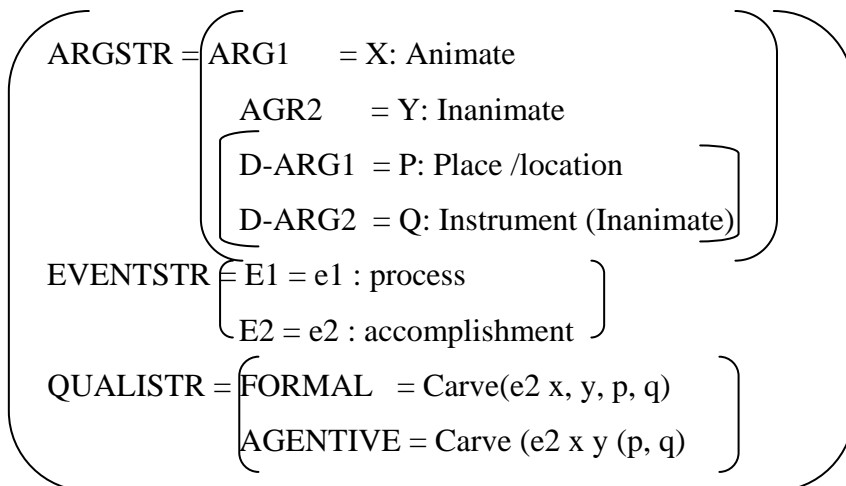 ARGSTR = ARG1 = X: Animate
AGR2 = Y: Inanimate
D-ARG1 = P: Place /location
D-ARG2 = Q: Instrument (Inanimate)
EVENTSTR = E1 = e1 : process
E2 = e2 : accomplishment
QUALISTR = FORMAL = Carve(e2 x, y, p, q)
AGENTIVE = Carve (e2 x y (p, q)